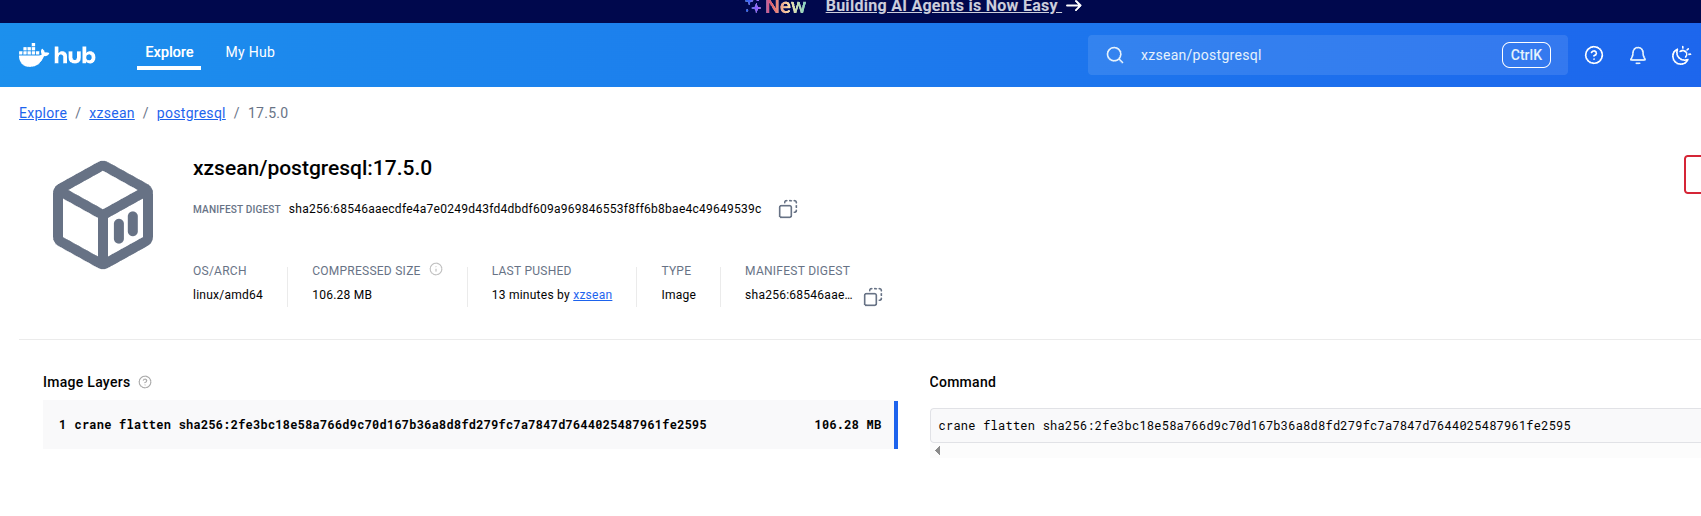 New Building AI Agents is Now Easy
hub Explore My Hub xzsean/postgresql CtrlK
Explore / xzsean / postgresql / 17.5.0
xzsean/postgresql:17.5.0
MANIFEST DIGEST sha256:68546aaecdfe4a7e0249d43fd4dbdf609a969846553f8ff6b8bae4c49649539c
OS/ARCH COMPRESSED SIZE LAST PUSHED TYPE MANIFEST DIGEST
linux/amd64 106.28 MB 13 minutes by xzsean Image sha256:68546aae...
Image Layers Command
1 crane flatten sha256:2fe3bc18e58a766d9c70d167b36a8d8fd279fc7a7847d7644025487961fe2595 106.28 MB crane flatten sha256:2fe3bc18e58a766d9c70d167b36a8d8fd279fc7a7847d7644025487961fe2595